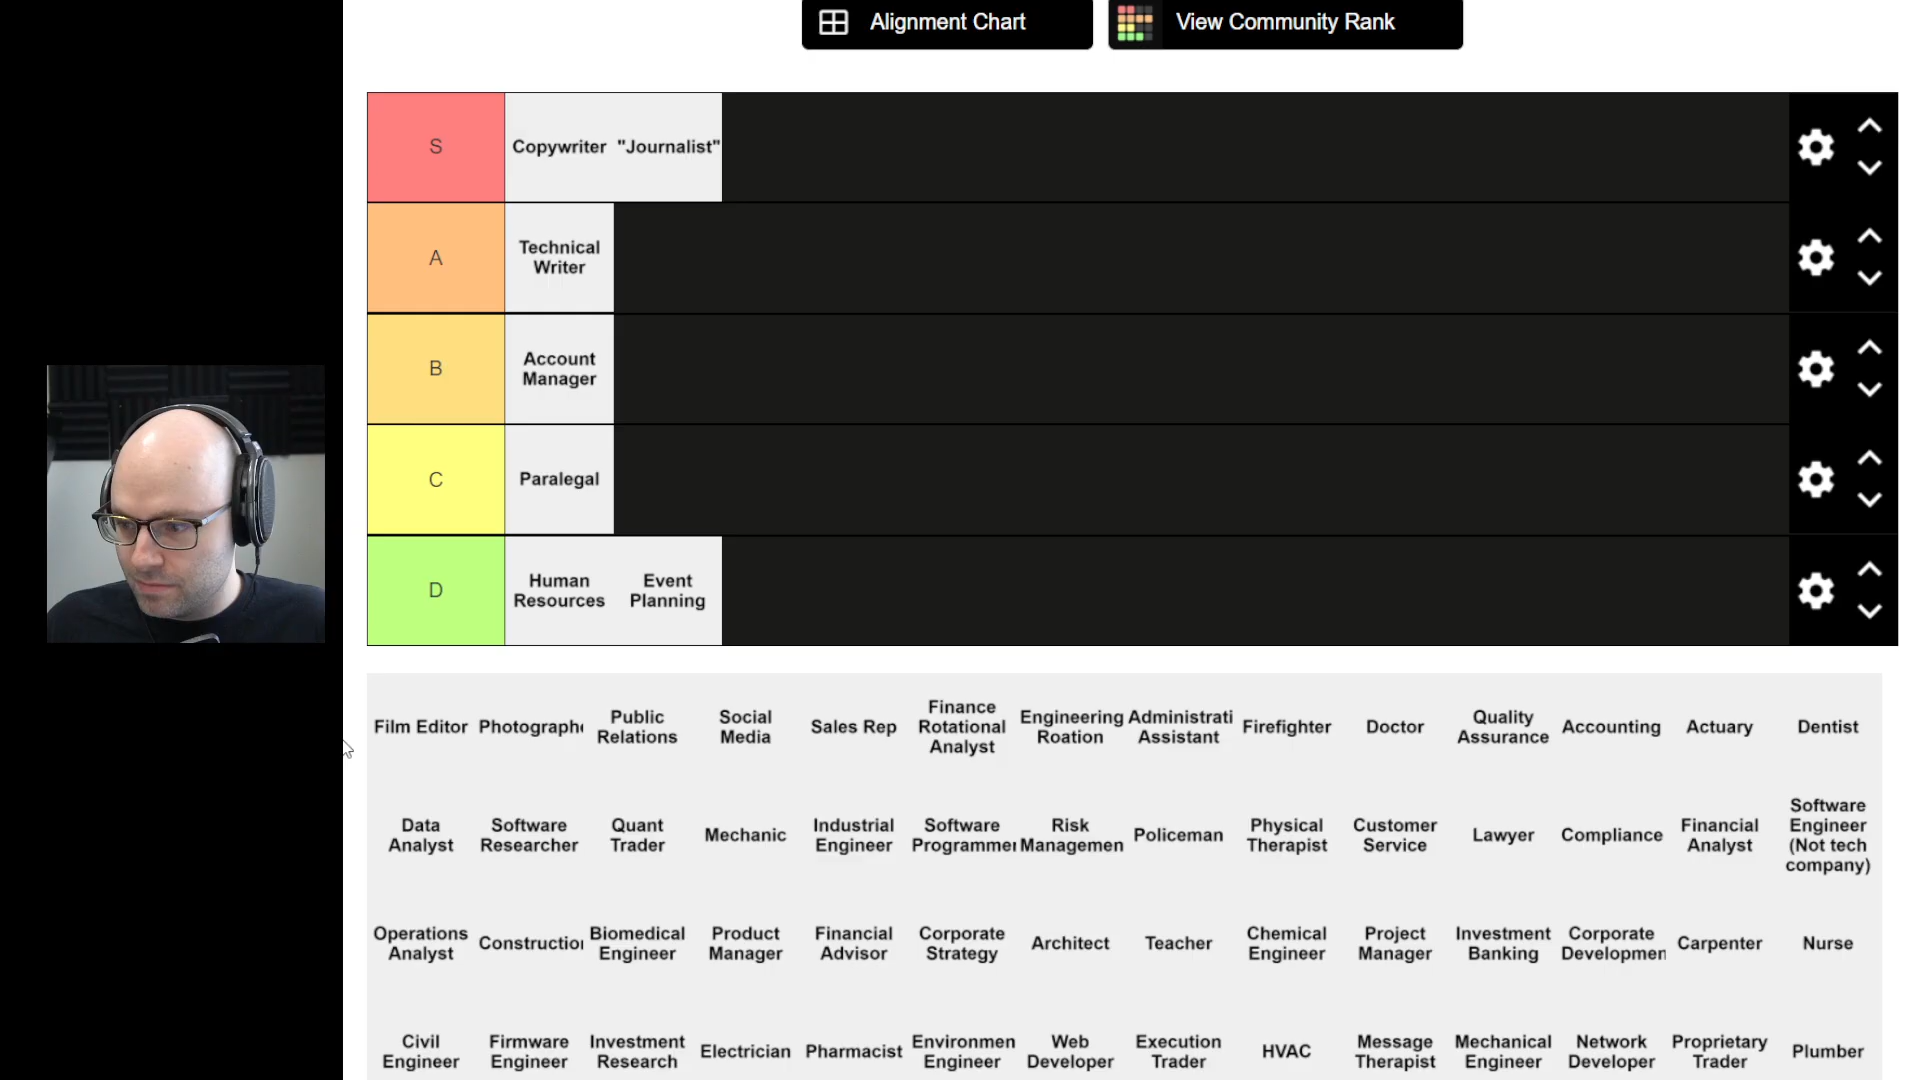 Alignment Chart
View Community Rank
S
Copywriter
"Journalist"
A
Technical
Writer
B
Account
Manager
C
Paralegal
D
Human
Resources
Event
Planning
Film Editor
Photographe
Public
Relations
Social
Media
Sales Rep
Finance
Rotational
Analyst
Engineering
Roation
Administrati
Assistant
Firefighter
Doctor
Quality
Assurance
Accounting
Actuary
Dentist
Data
Analyst
Software
Researcher
Quant
Trader
Mechanic
Industrial
Engineer
Software
Programmer
Risk
Managemen
Policeman
Physical
Therapist
Customer
Service
Lawyer
Compliance
Financial
Analyst
Software
Engineer
(Not tech
company)
Operations
Analyst
Constructio
Biomedical
Engineer
Product
Manager
Financial
Advisor
Corporate
Strategy
Architect
Teacher
Chemical
Engineer
Project
Manager
Investment
Banking
Corporate
Developmen
Carpenter
Nurse
Civil
Engineer
Firmware
Engineer
Investment
Research
Electrician
Pharmacist
Environmen
Engineer
Web
Developer
Execution
Trader
HVAC
Message
Therapist
Mechanical
Engineer
Network
Developer
Proprietary
Trader
Plumber